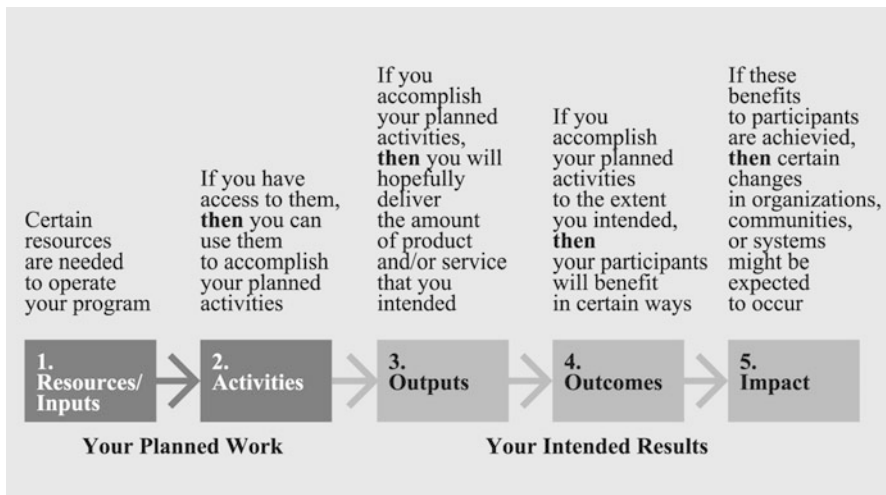 Certain
resources
are needed
to operate
your program
If you have
access to them,
then you can
use them
to accomplish
your planned
activities
If you
accomplish
your planned
activities,
then you will
hopefully
deliver
the amount
of product
and/or service
that you
intended
If you
accomplish
your planned
activities
to the extent
you intended,
then
your participants
will benefit
in certain ways
If these
benefits
to participants
are achievied,
then certain
changes
in organizations,
communities,
or systems
might be
expected
to occur
1.
Resources/
Inputs
2.
Activities
3.
Outputs
4.
Outcomes
5.
Impact
Your Planned Work
Your Intended Results